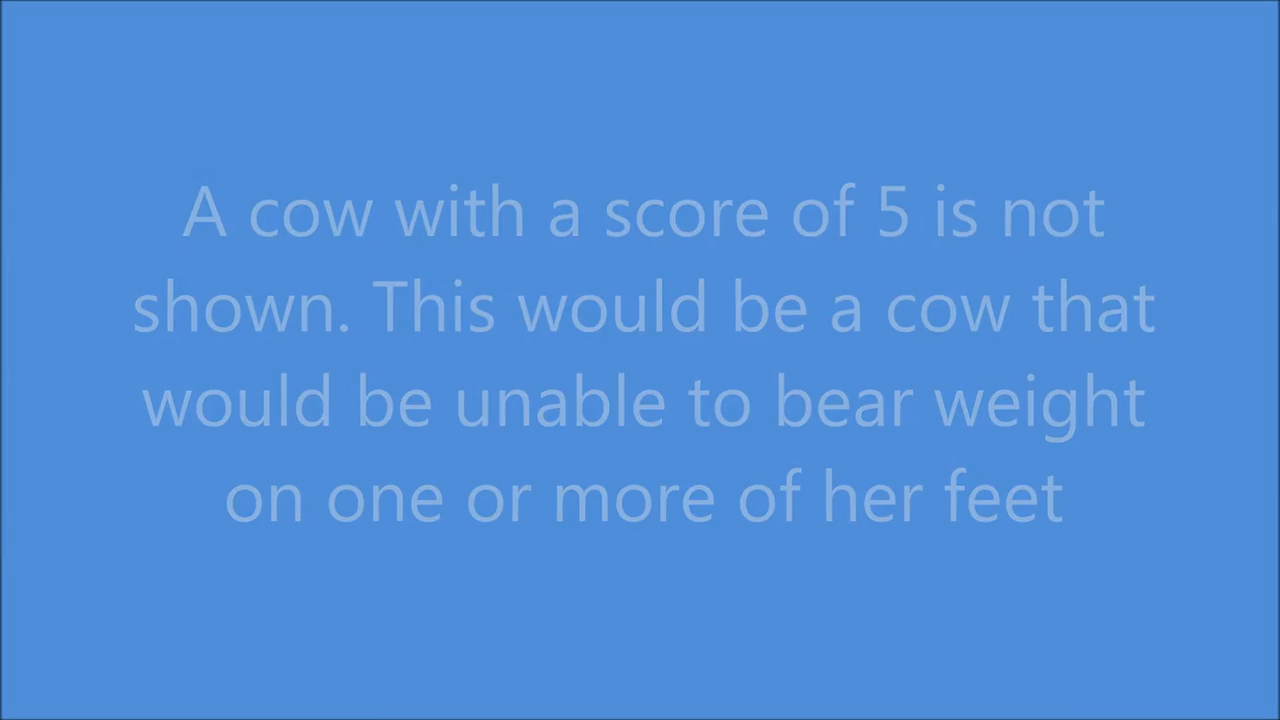 A cow with a score of 5 is not
shown. This would be a cow that
would be unable to bear weight
on one or more of her feet